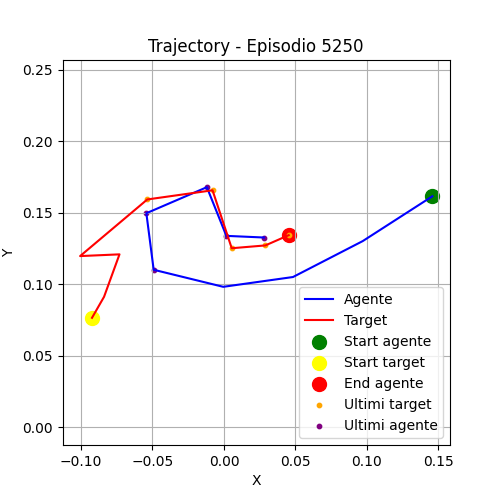 Trajectory - Episodio 5250
0.25
0.20
0.15
0.10
0.05
0.00
Y
−0.10
−0.05
0.00
0.05
0.10
0.15
X
Agente
Target
Start agente
Start target
End agente
Ultimi target
Ultimi agente